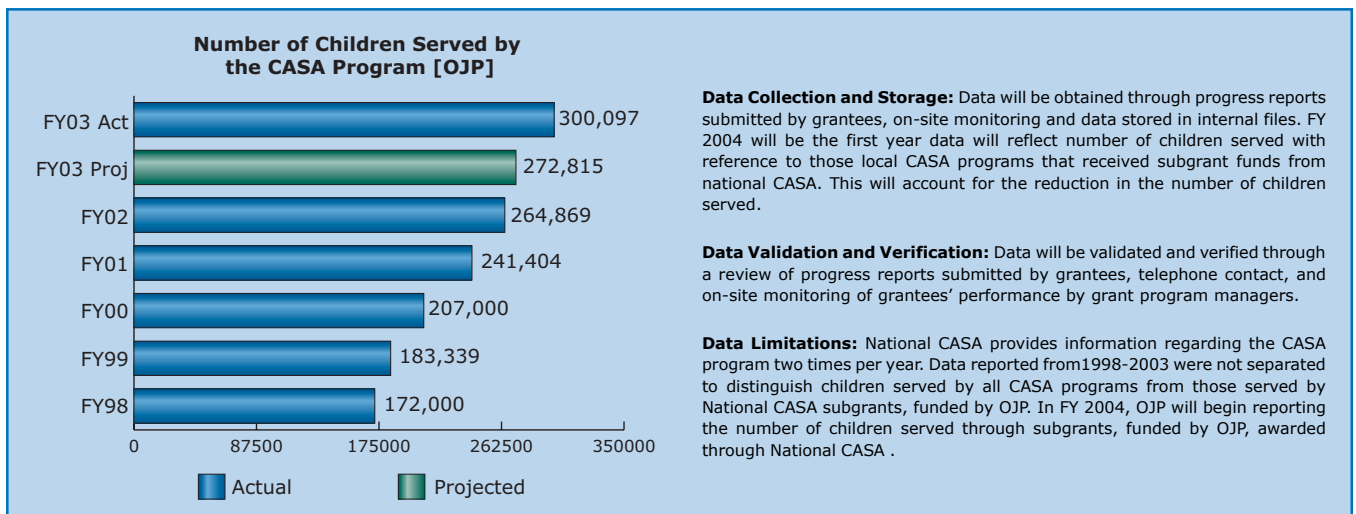 Number of Children Served by
the CASA Program [OJP]
FY03 Act
300,097
FY03 Proj
272,815
FY02
264,869
FY01
241,404
FY00
207,000
FY99
183,339
FY98
172,000
0
87500
175000
262500
350000
Actual
Projected
Data Collection and Storage: Data will be obtained through progress reports
submitted by grantees, on-site monitoring and data stored in internal files. FY
2004 will be the first year data will reflect number of children served with
reference to those local CASA programs that received subgrant funds from
national CASA. This will account for the reduction in the number of children
served.
Data Validation and Verification: Data will be validated and verified through
a review of progress reports submitted by grantees, telephone contact, and
on-site monitoring of grantees’ performance by grant program managers.
Data Limitations: National CASA provides information regarding the CASA
program two times per year. Data reported from1998-2003 were not separated
to distinguish children served by all CASA programs from those served by
National CASA subgrants, funded by OJP. In FY 2004, OJP will begin reporting
the number of children served through subgrants, funded by OJP, awarded
through National CASA .